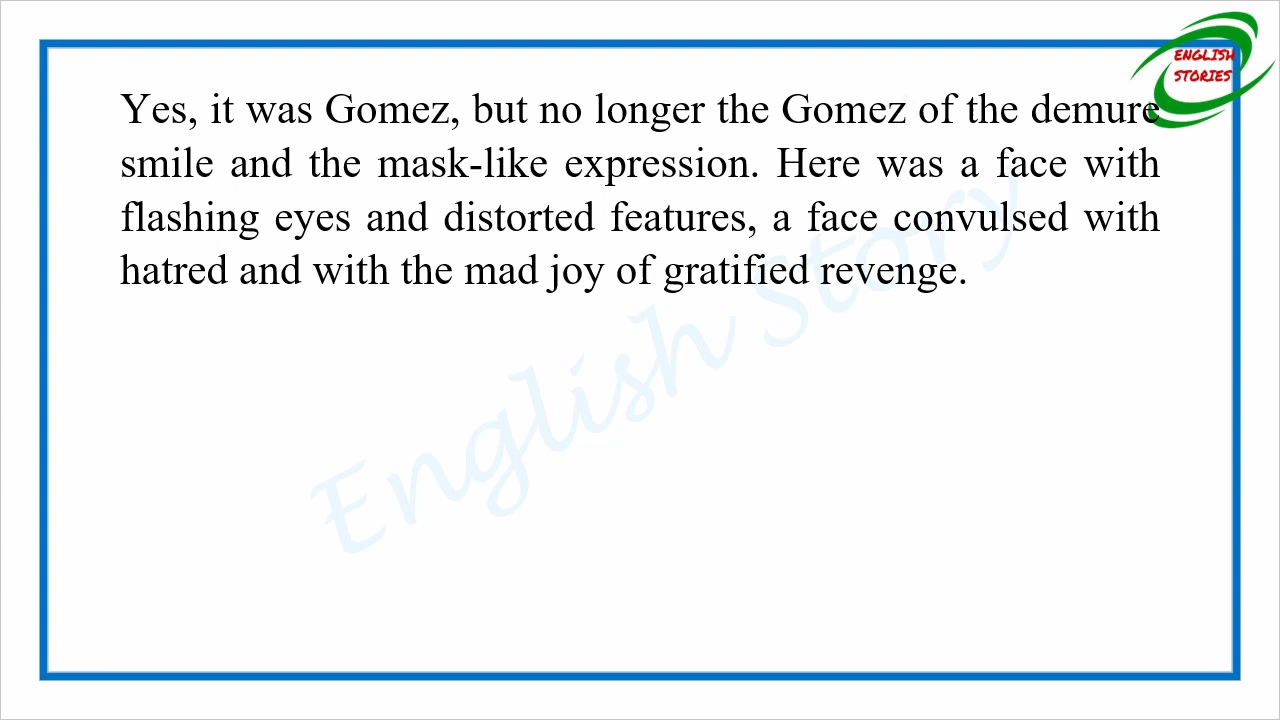 ENGLISH
STORIES
Yes, it was Gomez, but no longer the Gomez of the demure
smile and the mask-like expression. Here was a face with
flashing eyes and distorted features, a face convulsed with
hatred and with the mad joy of gratified revenge.
English Story